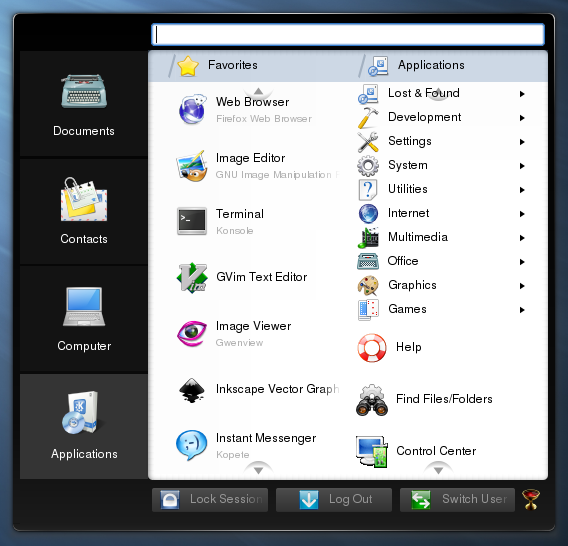 Favorites
Applications
Documents
Contacts
Computer
Applications
Web Browser
Firefox Web Browser
Image Editor
GNU Image Manipulation
Terminal
Konsole
GVim Text Editor
Image Viewer
Gwenview
Inkscape Vector Graph
Instant Messenger
Kopete
Lost & Found
Development
Settings
System
Utilities
Internet
Multimedia
Office
Graphics
Games
Help
Find Files/Folders
Control Center
Lock Session
Log Out
Switch User